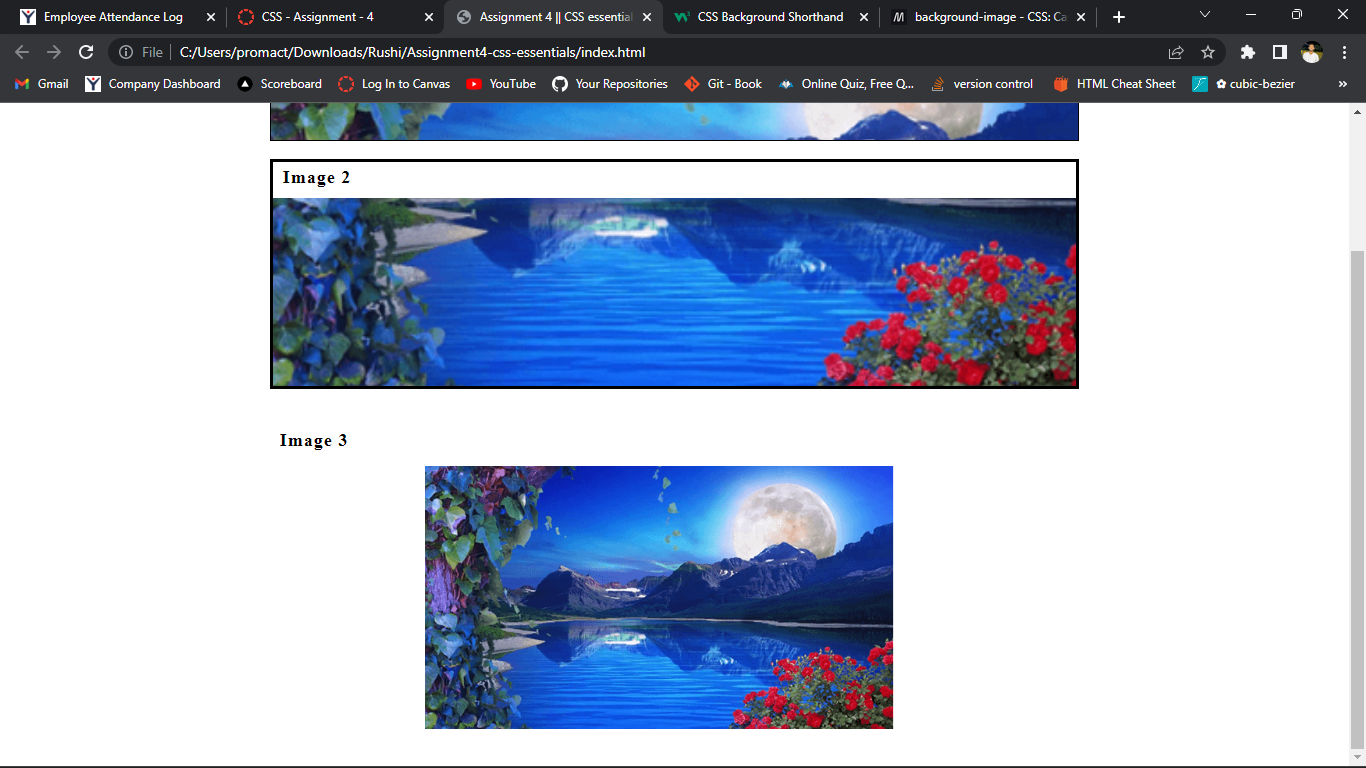 Employee Attendance Log
CSS - Assignment - 4
Assignment 4 || CSS essential
CSS Background Shorthand
background-image - CSS: Ca
File
C:/Users/promact/Downloads/Rushi/Assignment4-css-essentials/index.html
Gmail
Company Dashboard
Scoreboard
Log In to Canvas
YouTube
Your Repositories
Git - Book
Online Quiz, Free Q...
version control
HTML Cheat Sheet
✿ cubic-bezier
»
Image 2
Image 3